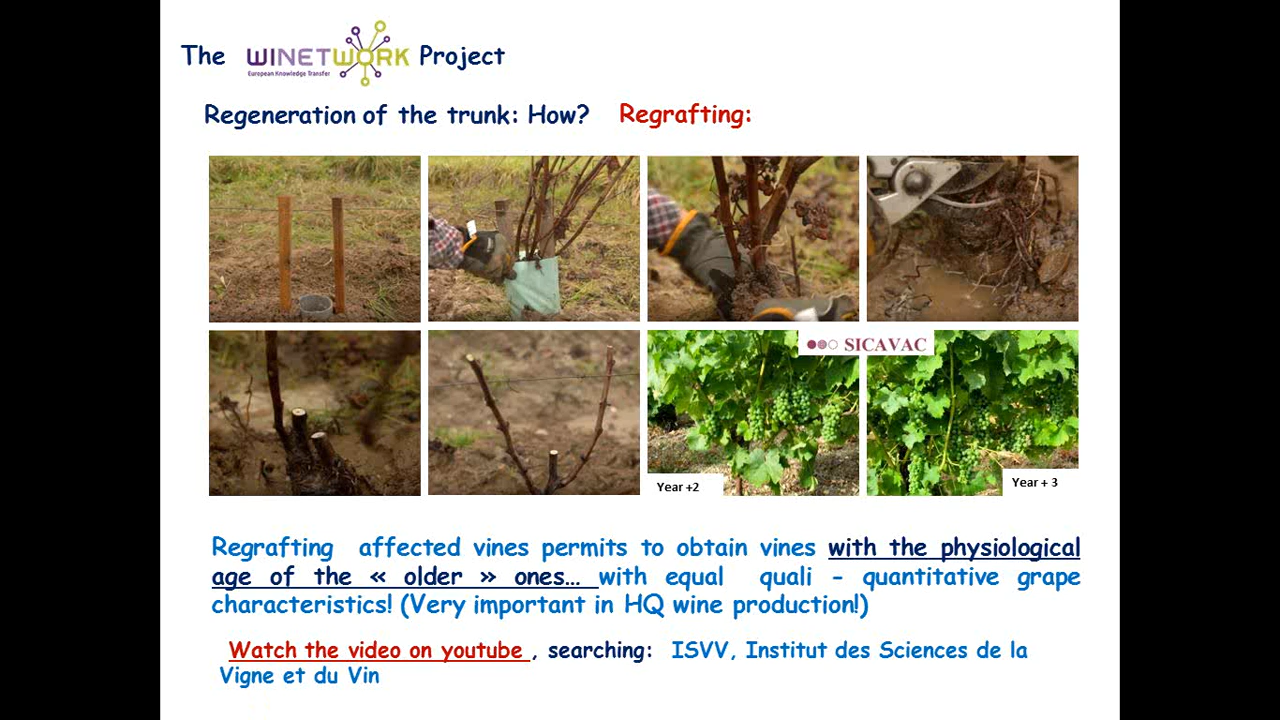 The WINETWORK Project
European Knowledge Transfer
Regeneration of the trunk: How? Regrafting:
SICAVAC
Year +2
Year + 3
Regrafting affected vines permits to obtain vines with the physiological
age of the « older » ones… with equal quali – quantitative grape
characteristics! (Very important in HQ wine production!)
Watch the video on youtube , searching: ISVV, Institut des Sciences de la
Vigne et du Vin